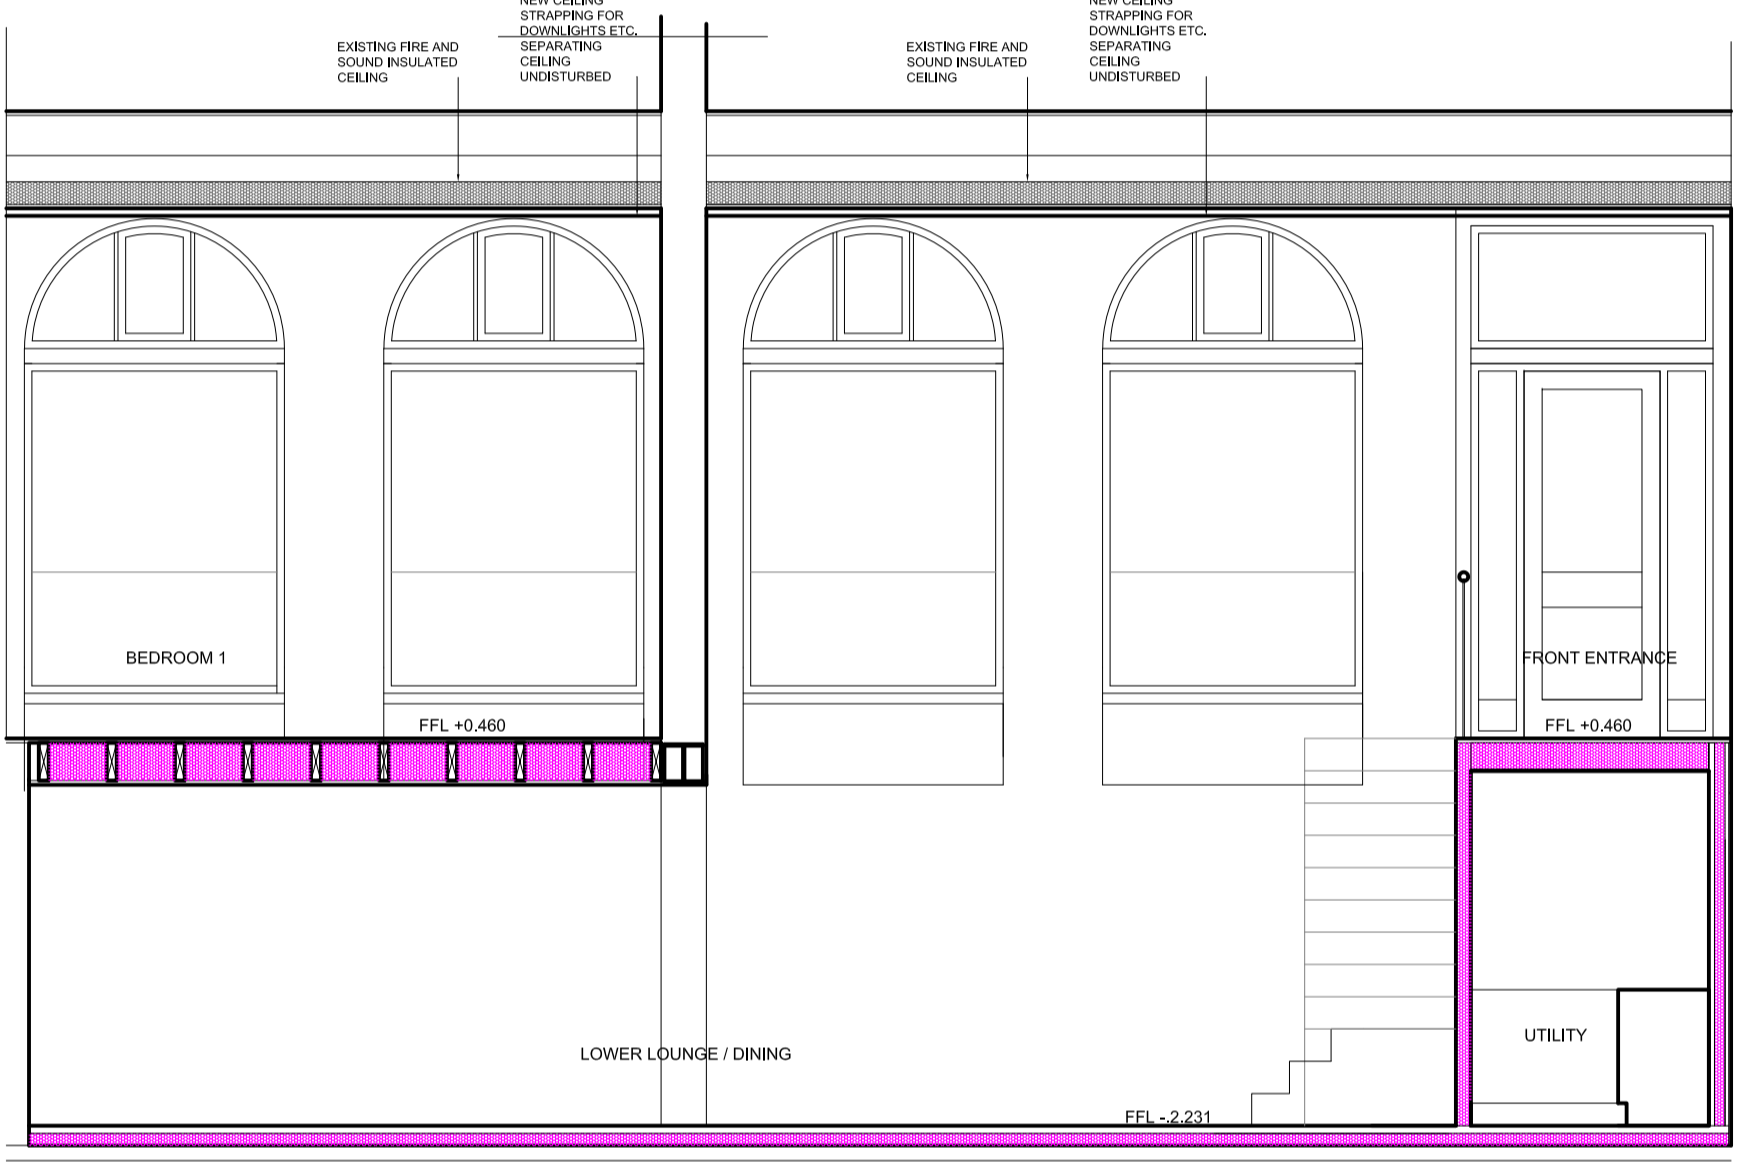 NEW CEILING
STRAPPING FOR
DOWNLIGHTS ETC.
SEPARATING
CEILING
UNDISTURBED
EXISTING FIRE AND
SOUND INSULATED
CEILING
NEW CEILING
STRAPPING FOR
DOWNLIGHTS ETC.
SEPARATING
CEILING
UNDISTURBED
EXISTING FIRE AND
SOUND INSULATED
CEILING
BEDROOM 1
FRONT ENTRANCE
FFL +0.460
FFL +0.460
UTILITY
LOWER LOUNGE / DINING
FFL -.2.231